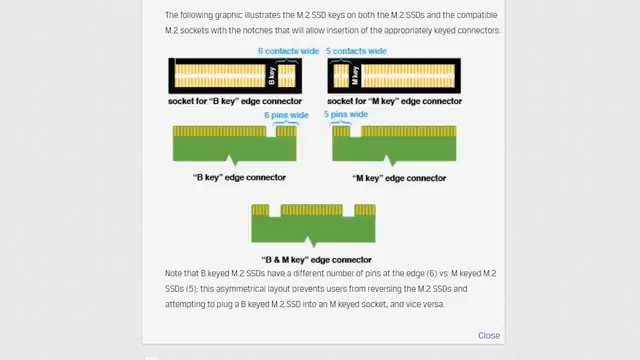 The following graphic illustrates the M.2 SSD keys on both the M.2 SSDs and the compatible
M.2 sockets with the notches that will allow insertion of the appropriately keyed connectors:
6 contacts wide 5 contacts wide
B key
M key
socket for "B key" edge connector
socket for "M key" edge connector
6 pins wide 5 pins wide
"B key" edge connector
"M key" edge connector
"B & M key" edge connector
Note that B keyed M.2 SSDs have a different number of pins at the edge (6) vs M keyed M.2
SSDs (5); this asymmetrical layout prevents users from reversing the M.2 SSDs and
attempting to plug a B keyed M.2 SSD into an M keyed socket, and vice versa.
Close